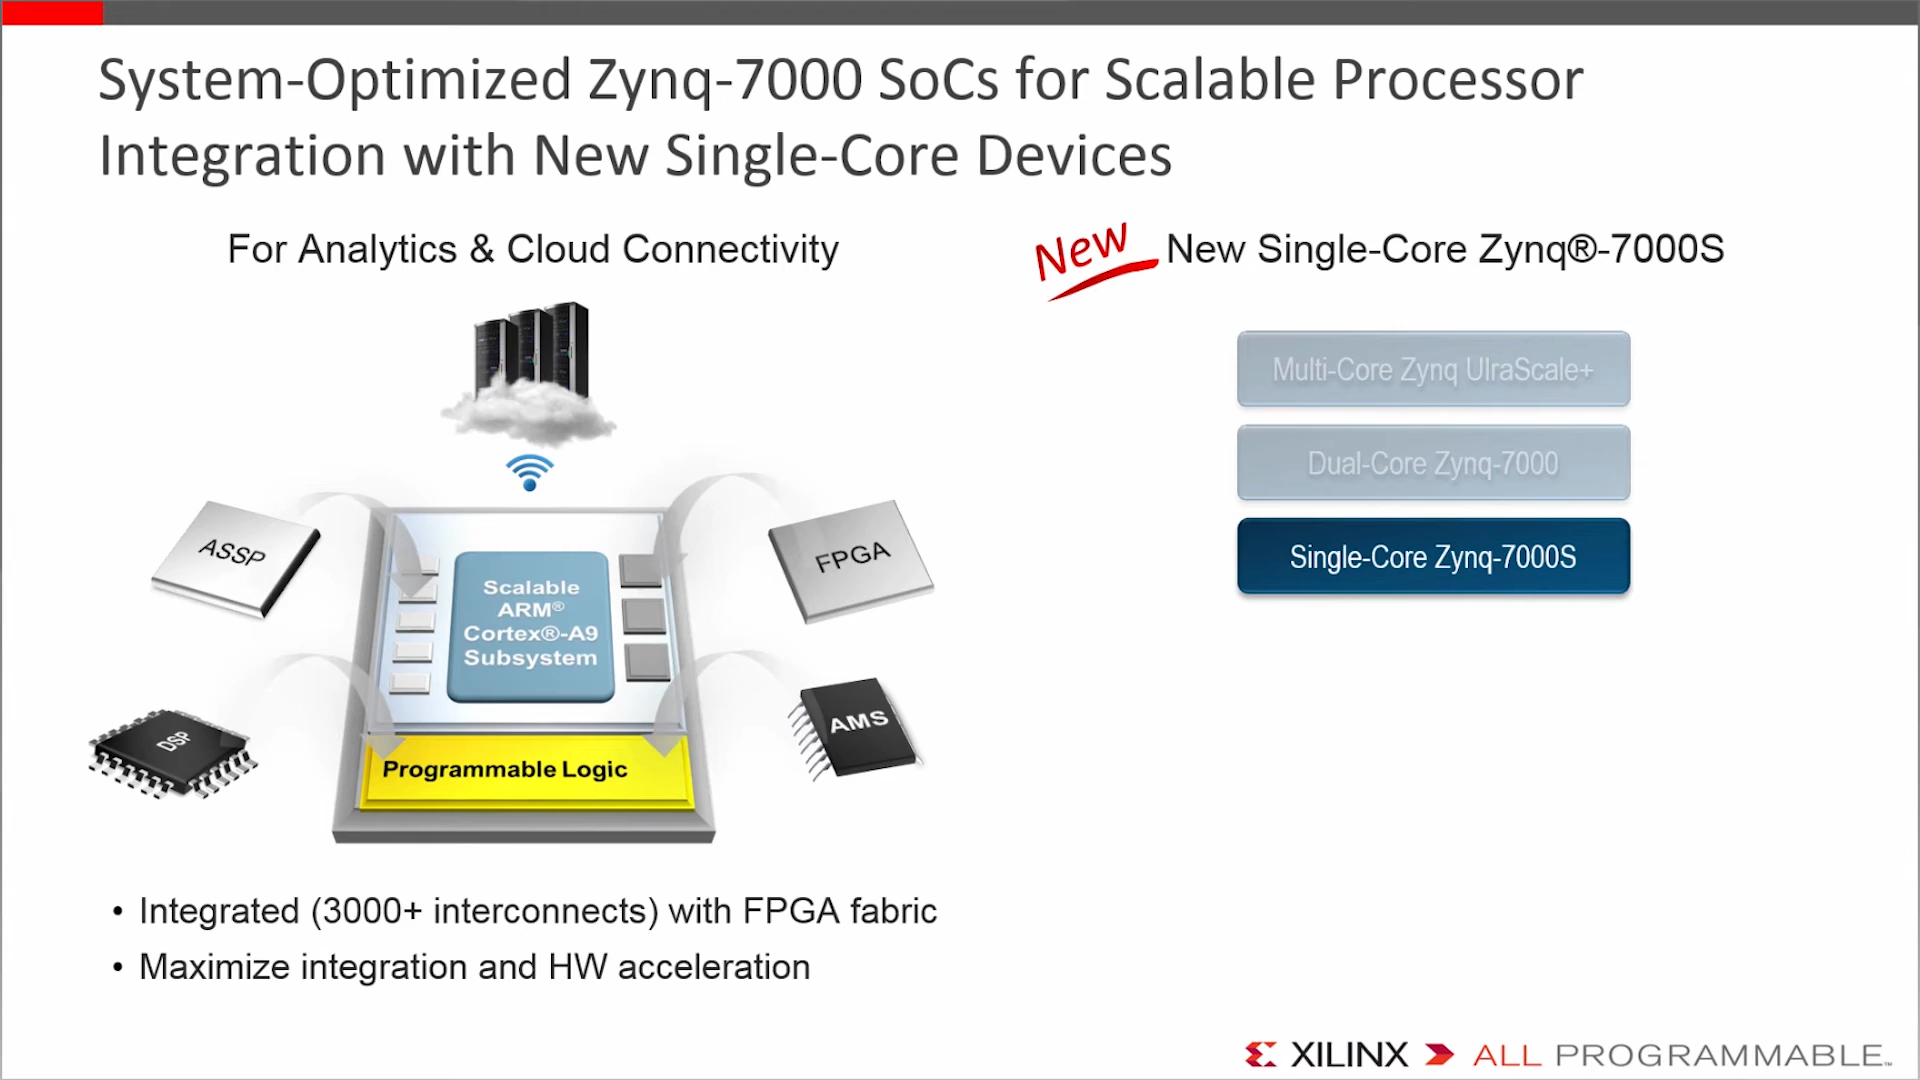 System-Optimized Zynq-7000 SoCs for Scalable Processor
Integration with New Single-Core Devices
For Analytics & Cloud Connectivity
New
New Single-Core Zynq®-7000S
Multi-Core Zynq UlraScale+
Dual-Core Zynq-7000
Single-Core Zynq-7000S
ASSP
FPGA
Scalable
ARM®
Cortex®-A9
Subsystem
DSP
AMS
Programmable Logic
• Integrated (3000+ interconnects) with FPGA fabric
• Maximize integration and HW acceleration
XILINX ALL PROGRAMMABLE™